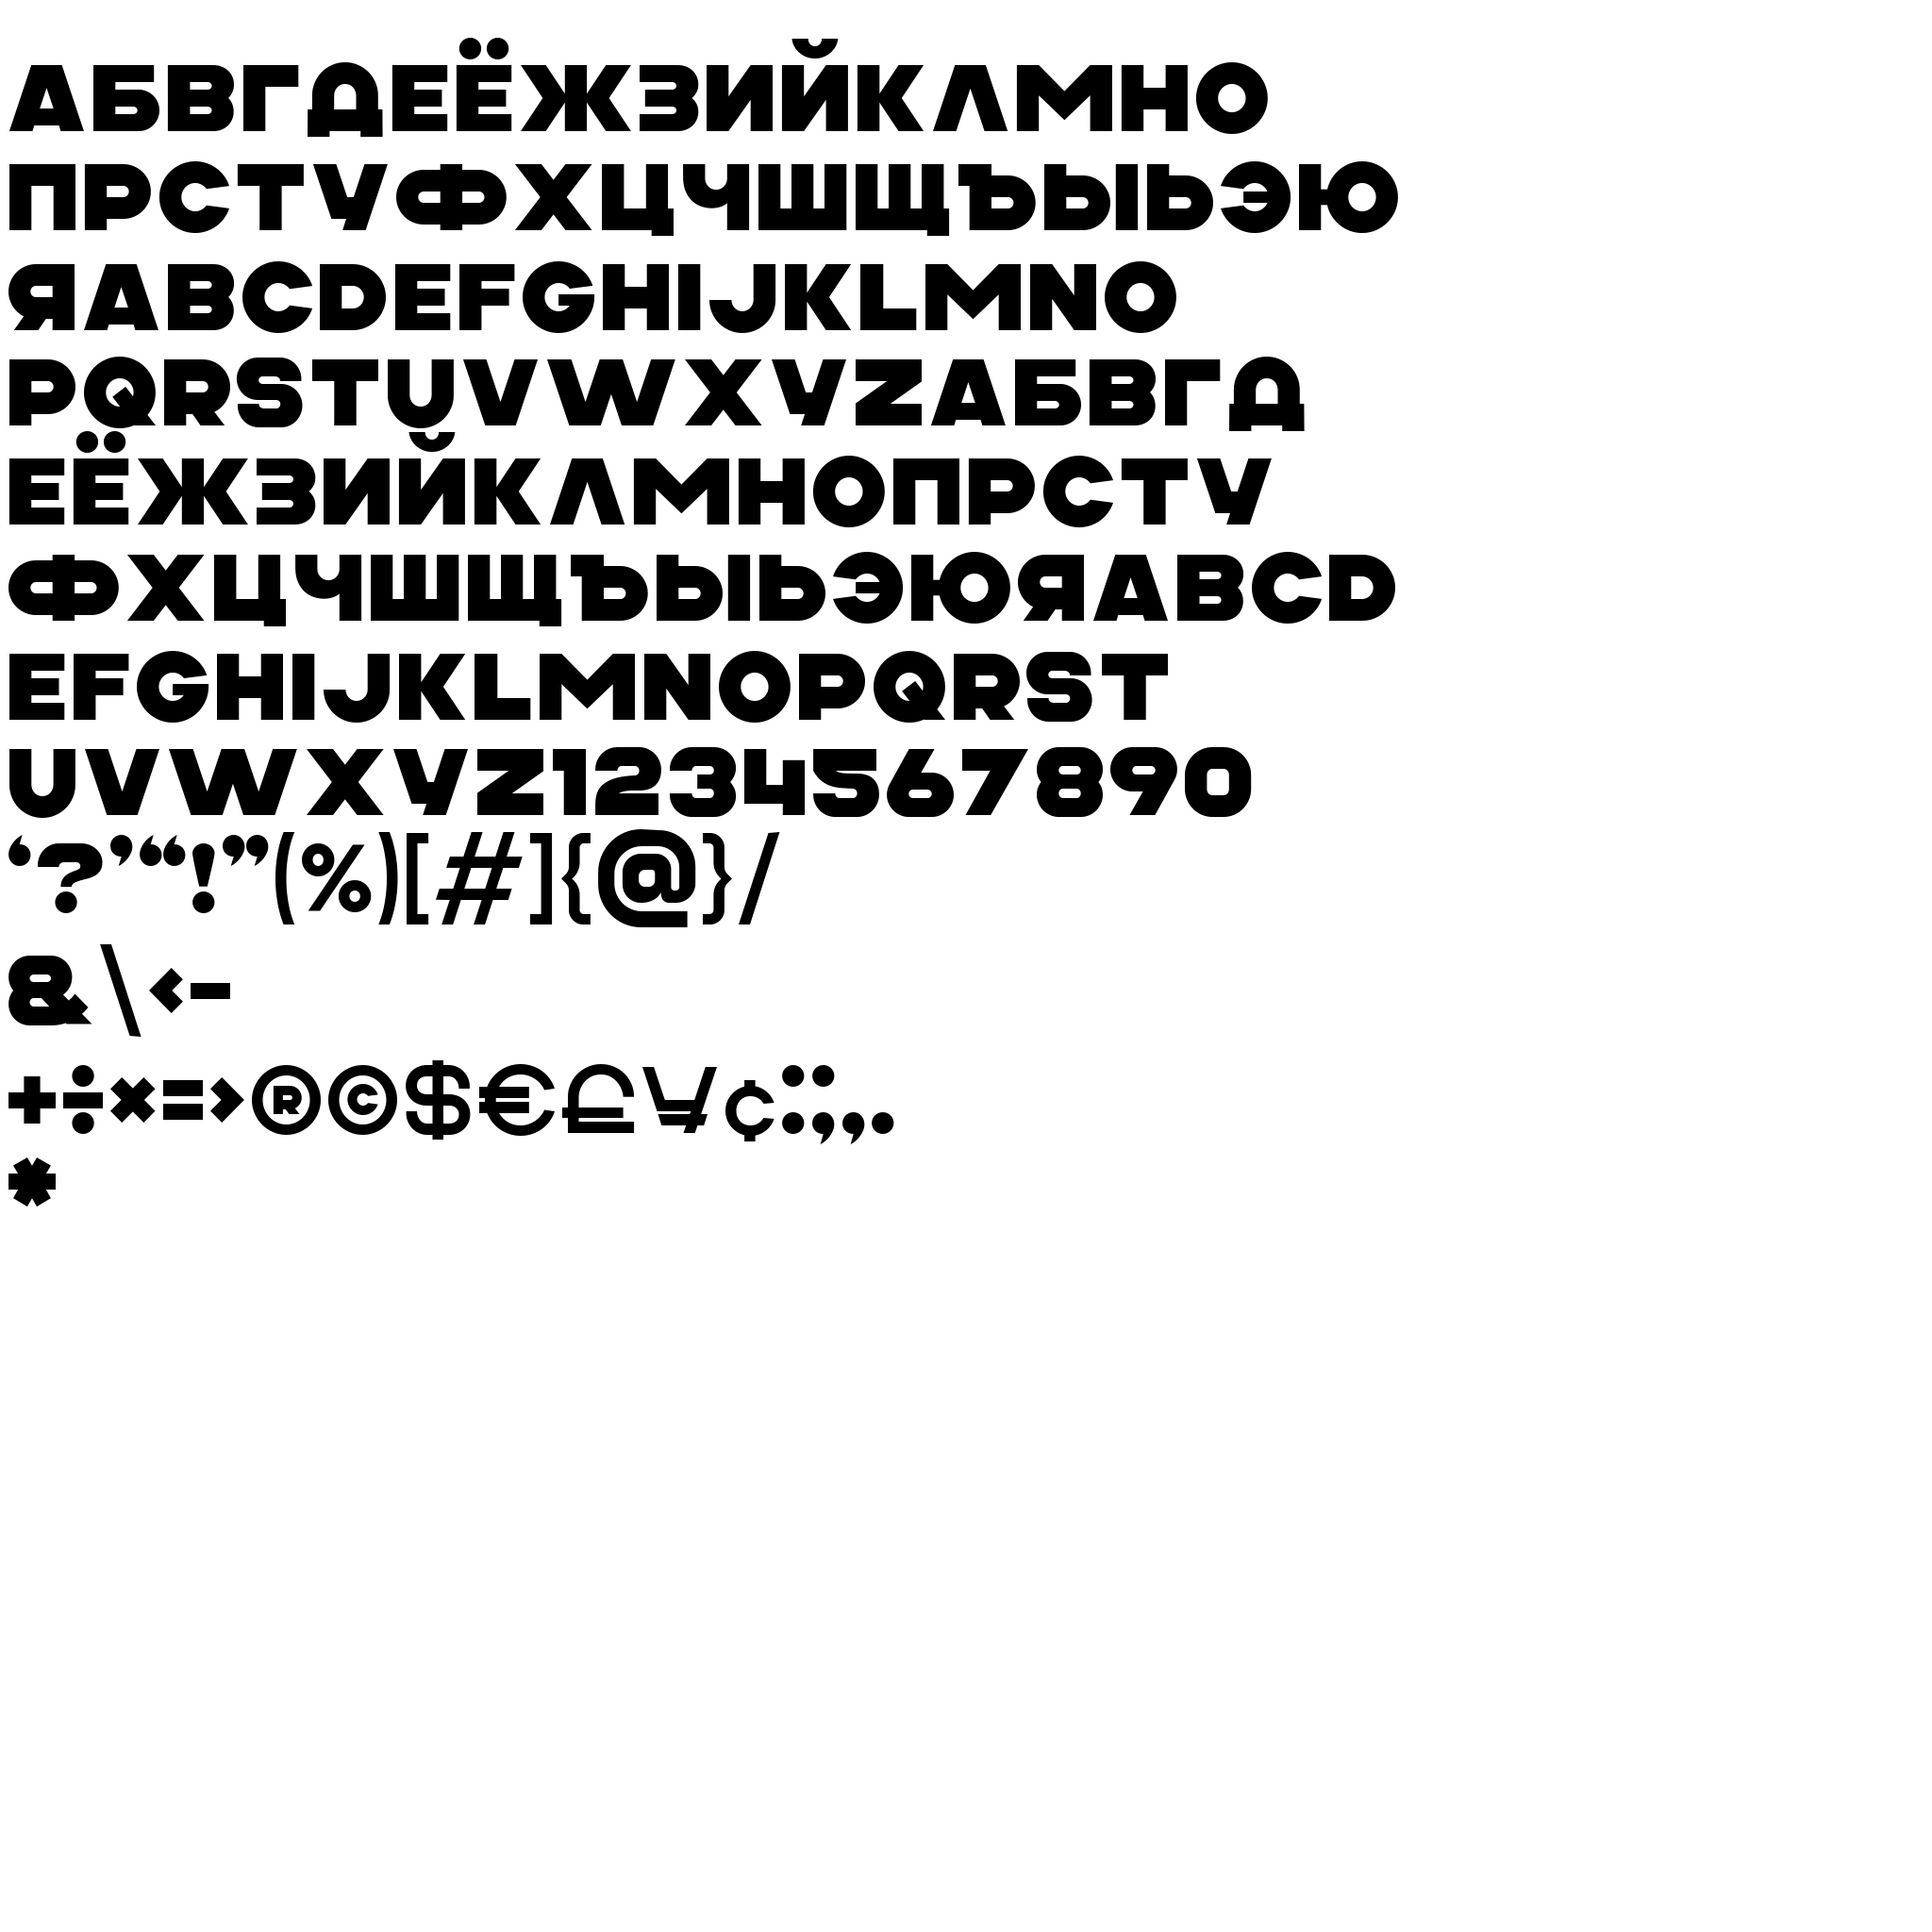 АБВГДЕЁЖЗИЙКЛМНО
ПРСТУФХЦЧШЩЪЫЬЭЮ
ЯABCDEFGHIJKLMNO
PQRSTUVWXYZАБВГД
ЕЁЖЗИЙКЛМНОПРСТУ
ФХЦЧШЩЪЫЬЭЮЯABCD
EFGHIJKLMNOPQRST
UVWXYZ1234567890
‘?’“!”(%)[#]{@}/
&\<-
+÷×=>®©$€£¥¢:;,.
*